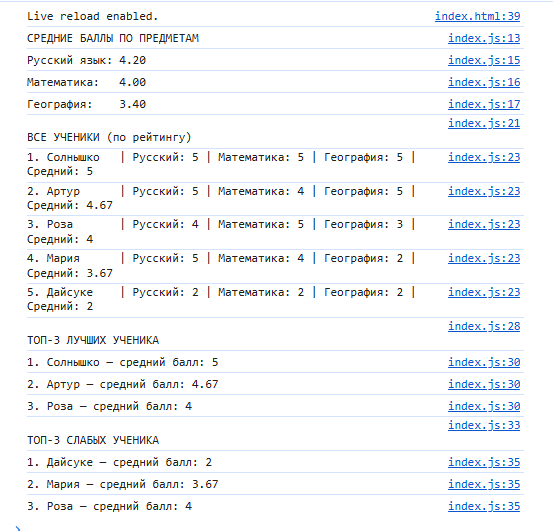 Live reload enabled. index.html:39
СРЕДНИЕ БАЛЛЫ ПО ПРЕДМЕТАМ index.js:13
Русский язык: 4.20 index.js:15
Математика: 4.00 index.js:16
География: 3.40 index.js:17
index.js:21
ВСЕ УЧЕНИКИ (по рейтингу)
1. Солнышко | Русский: 5 | Математика: 5 | География: 5 | index.js:23
Средний: 5
2. Артур | Русский: 5 | Математика: 4 | География: 5 | index.js:23
Средний: 4.67
3. Роза | Русский: 4 | Математика: 5 | География: 3 | index.js:23
Средний: 4
4. Мария | Русский: 5 | Математика: 4 | География: 2 | index.js:23
Средний: 3.67
5. Дайсуке | Русский: 2 | Математика: 2 | География: 2 | index.js:23
Средний: 2
index.js:28
ТОП-3 ЛУЧШИХ УЧЕНИКА
1. Солнышко — средний балл: 5 index.js:30
2. Артур — средний балл: 4.67 index.js:30
3. Роза — средний балл: 4 index.js:30
index.js:33
ТОП-3 СЛАБЫХ УЧЕНИКА
1. Дайсуке — средний балл: 2 index.js:35
2. Мария — средний балл: 3.67 index.js:35
3. Роза — средний балл: 4 index.js:35